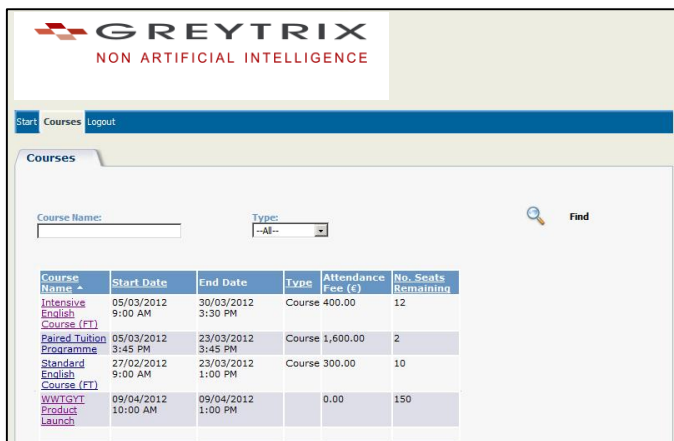 GREYTRIX
NON ARTIFICIAL INTELLIGENCE
Start Courses Logout
Courses
Course Name:
Type:
--All--
Find
Course Name Start Date End Date Type Attendance Fee (€) No. Seats Remaining
Intensive English Course (FT) 05/03/2012 9:00 AM 30/03/2012 3:30 PM Course 400.00 12
Paired Tuition Programme 05/03/2012 3:45 PM 23/03/2012 3:45 PM Course 1,600.00 2
Standard English Course (FT) 27/02/2012 9:00 AM 23/03/2012 1:00 PM Course 300.00 10
WWTGYT Product Launch 09/04/2012 10:00 AM 09/04/2012 1:00 PM 0.00 150